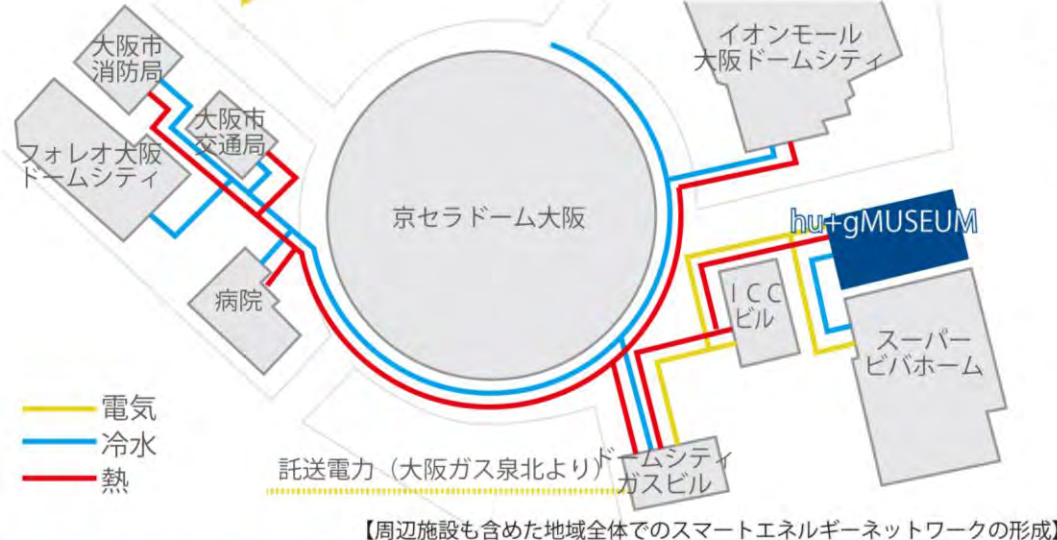 大阪市
消防局
大阪市
交通局
フォレオ大阪
ドームシティ
病院
京セラドーム大阪
イオンモール
大阪ドームシティ
hu+gMUSEUM
ＩＣＣ
ビル
スーパー
ビバホーム
電気
冷水
熱
託送電力（大阪ガス泉北より）
ドームシティ
ガスビル
【周辺施設も含めた地域全体でのスマートエネルギーネットワークの形成】